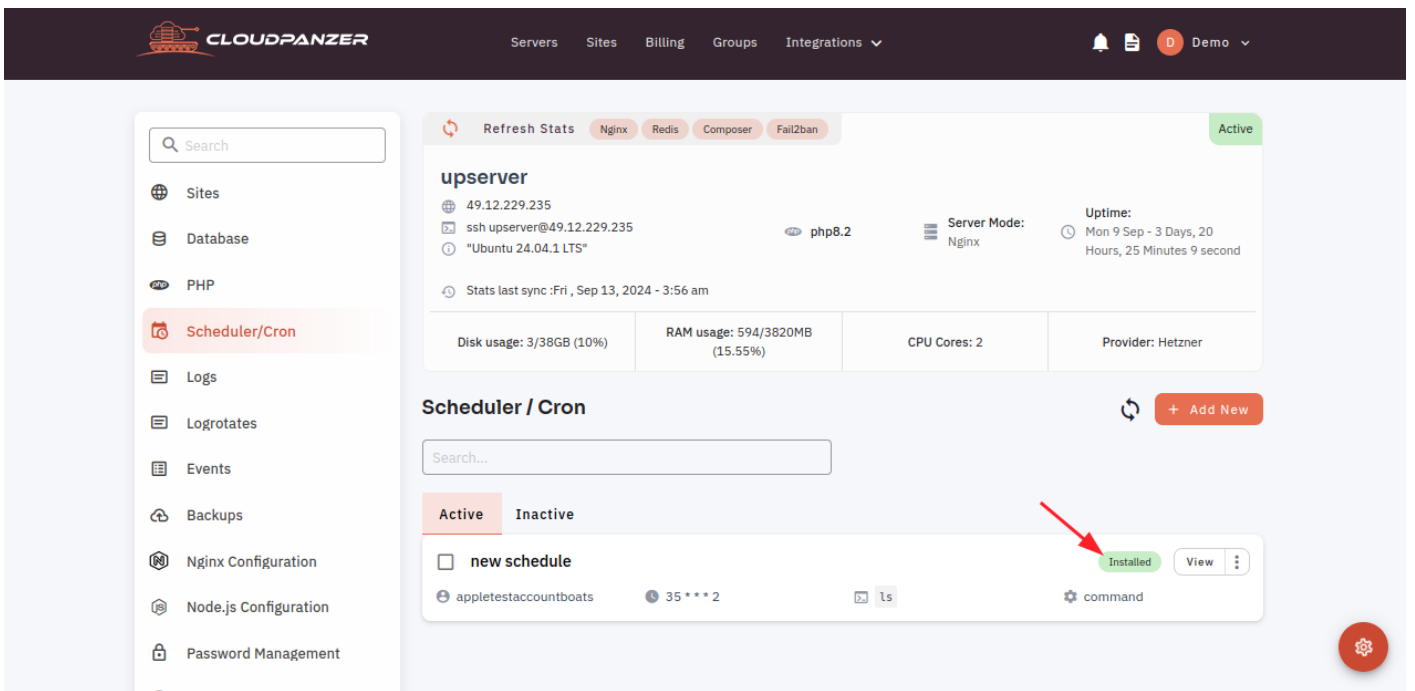 CLOUDPANZER
Servers Sites Billing Groups Integrations
D Demo
Search
Sites
Database
php PHP
Scheduler/Cron
Logs
Logrotates
Events
Backups
Nginx Configuration
Node.js Configuration
Password Management
Refresh Stats Nginx Redis Composer Fail2ban
Active
upserver
49.12.229.235
ssh upserver@49.12.229.235
"Ubuntu 24.04.1 LTS"
php php8.2
Server Mode:
Nginx
Uptime:
Mon 9 Sep - 3 Days, 20
Hours, 25 Minutes 9 second
Stats last sync :Fri , Sep 13, 2024 - 3:56 am
Disk usage: 3/38GB (10%)
RAM usage: 594/3820MB
(15.55%)
CPU Cores: 2
Provider: Hetzner
Scheduler / Cron
+ Add New
Search...
Active Inactive
new schedule
Installed View
appletestaccountboats 35 * * * 2 ls command